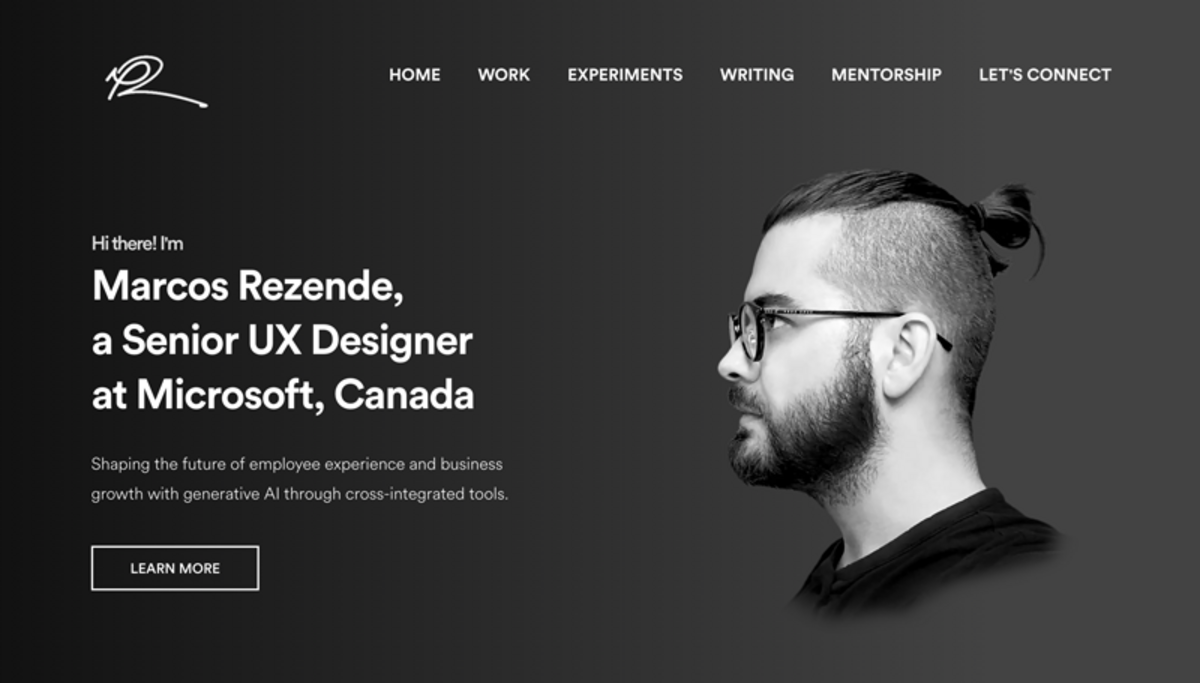 HOME WORK EXPERIMENTS WRITING MENTORSHIP LET'S CONNECT
Hi there! I'm
Marcos Rezende,
a Senior UX Designer
at Microsoft, Canada
Shaping the future of employee experience and business
growth with generative AI through cross-integrated tools.
LEARN MORE